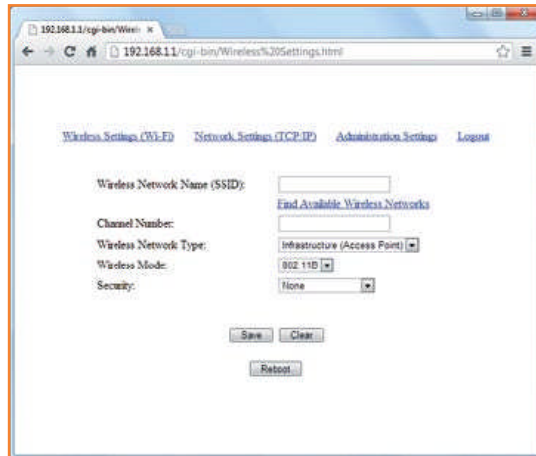 192.168.1.1/cgi-bin/Wirele
192.168.1.1/cgi-bin/Wireless%20Settings.html
Wireless Settings (Wi-Fi) Network Settings (TCP/IP) Administration Settings Logout
Wireless Network Name (SSID):
Find Available Wireless Networks
Channel Number:
Wireless Network Type: Infrastructure (Access Point)
Wireless Mode: 802.11B
Security: None
Save Clear
Reboot